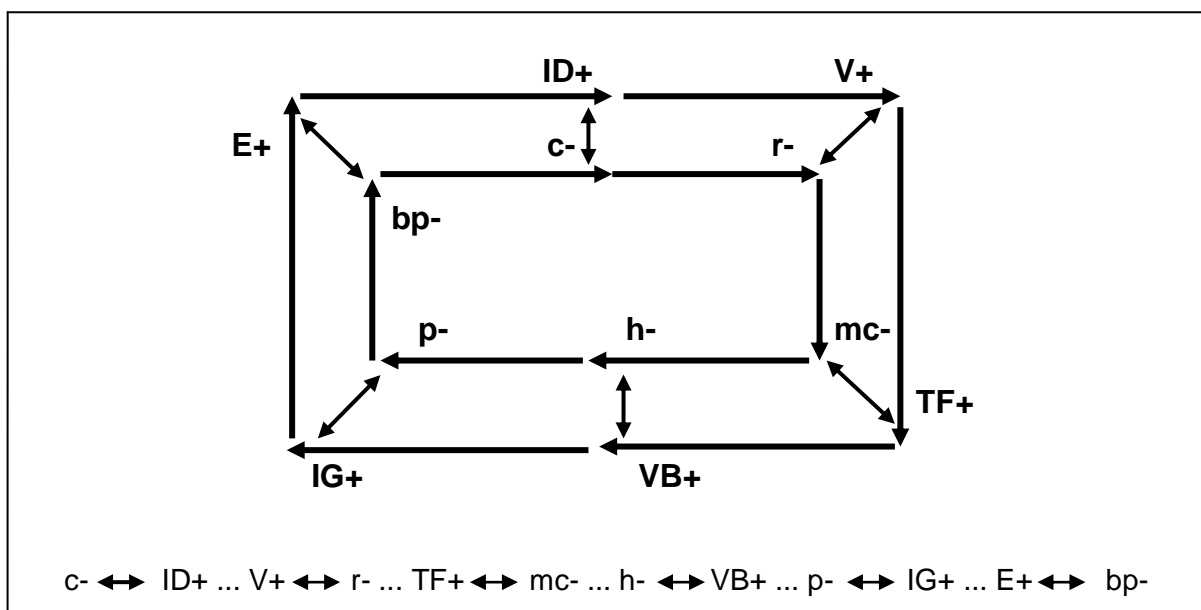 ID+ V+
E+ c- r-
bp-
p- h- mc-
TF+
IG+ VB+
c- ↔ ID+ ... V+ ↔ r- ... TF+ ↔ mc- ... h- ↔ VB+ ... p- ↔ IG+ ... E+ ↔ bp-